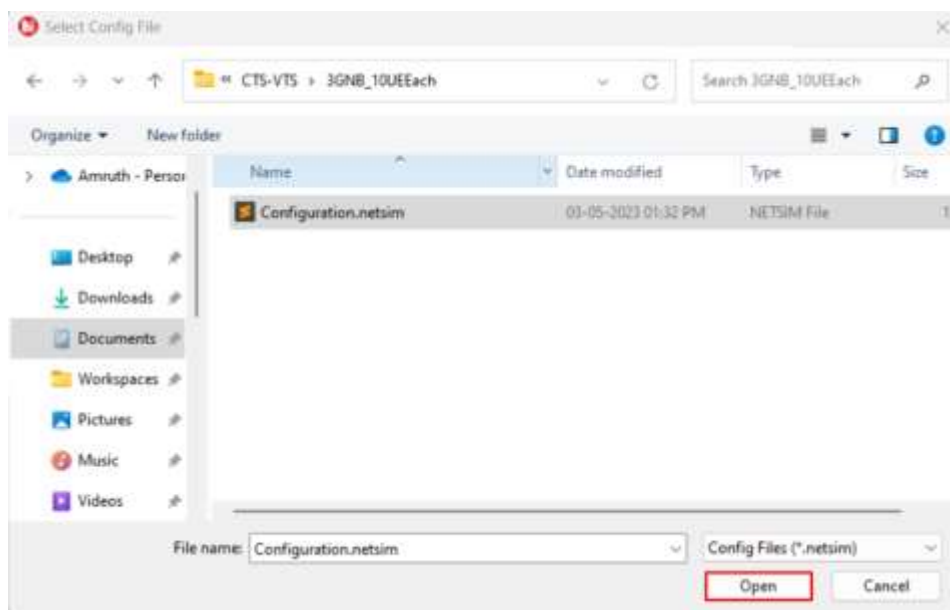 Select Config File
« CTS-VTS › 3GNB_10UEEach
Search 3GNB_10UEEach
Organize
New folder
Amruth - Person
Name
Date modified
Type
Size
Configuration.netsim
03-05-2023 01:32 PM
NETSIM File
1
Desktop
Downloads
Documents
Workspaces
Pictures
Music
Videos
File name:
Configuration.netsim
Config Files (*.netsim)
Open
Cancel